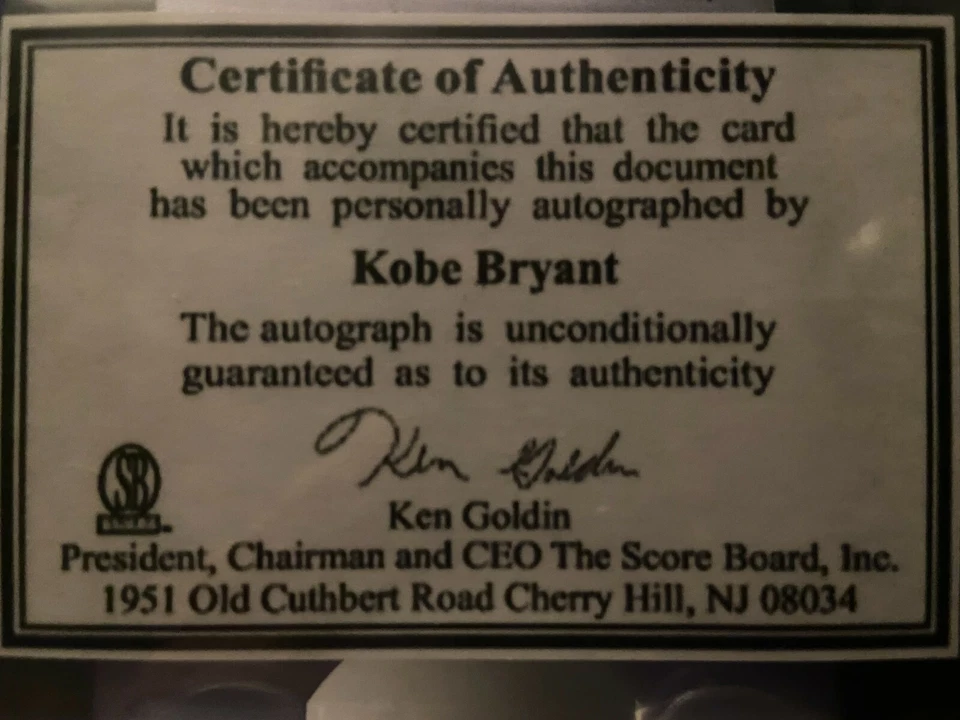 Certificate of Authenticity
It is hereby certified that the card
which accompanies this document
has been personally autographed by
Kobe Bryant
The autograph is unconditionally
guaranteed as to its authenticity
Ken Goldin
SB
Ken Goldin
President, Chairman and CEO The Score Board, Inc.
1951 Old Cuthbert Road Cherry Hill, NJ 08034